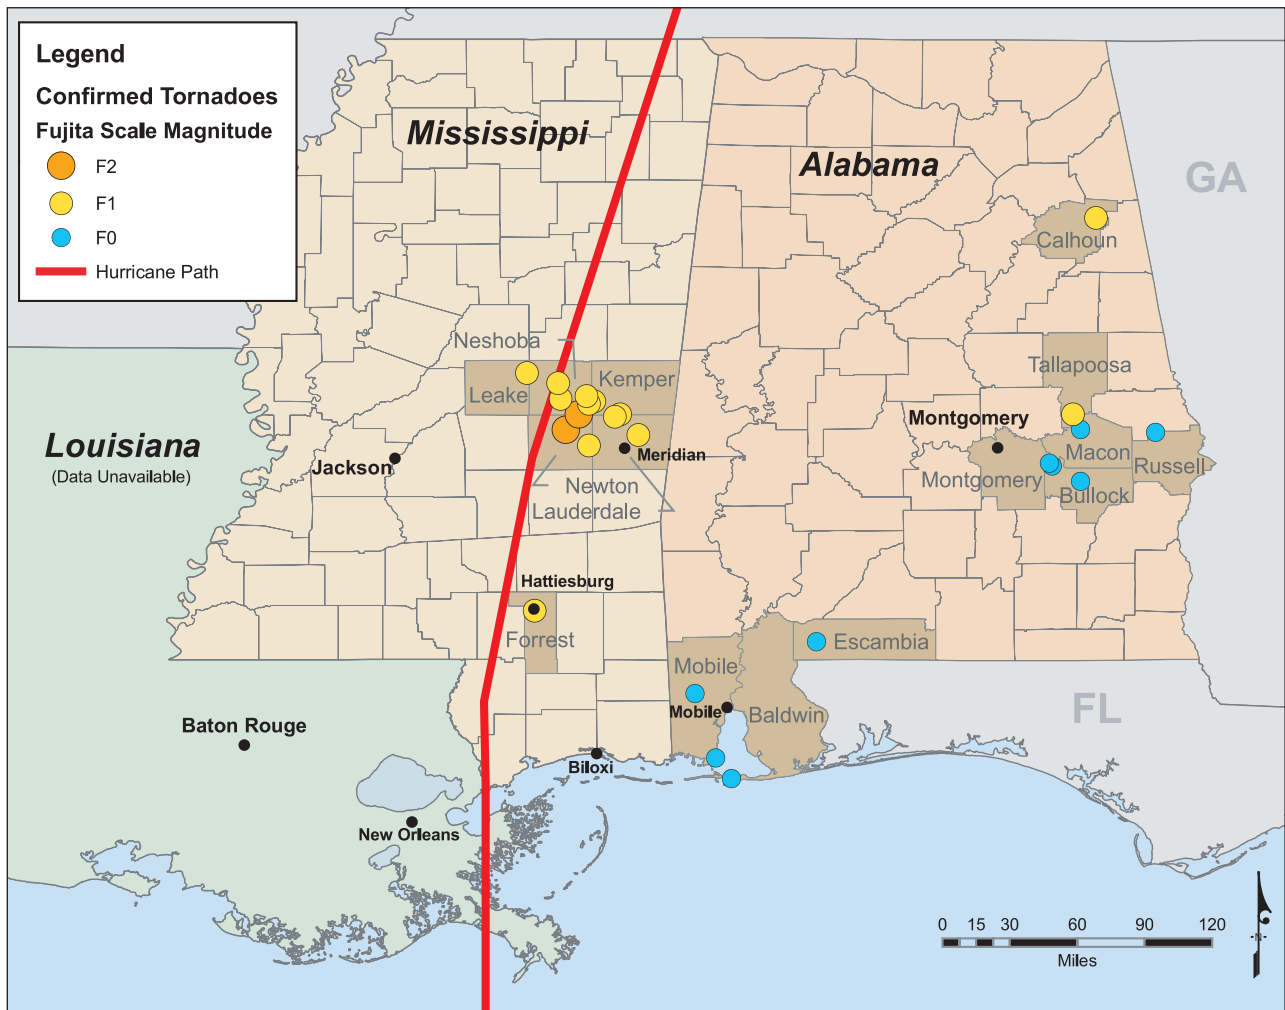 Legend
Confirmed Tornadoes
Fujita Scale Magnitude
F2
F1
F0
Hurricane Path
Mississippi
Alabama
GA
Calhoun
Neshoba
Leake
Kemper
Tallapoosa
Louisiana
(Data Unavailable)
Jackson
Meridian
Montgomery
Macon
Russell
Montgomery
Bullock
Newton
Lauderdale
Hattiesburg
Forrest
Escambia
Mobile
Mobile
Baldwin
FL
Baton Rouge
Biloxi
New Orleans
0 15 30 60 90 120
Miles
-N-